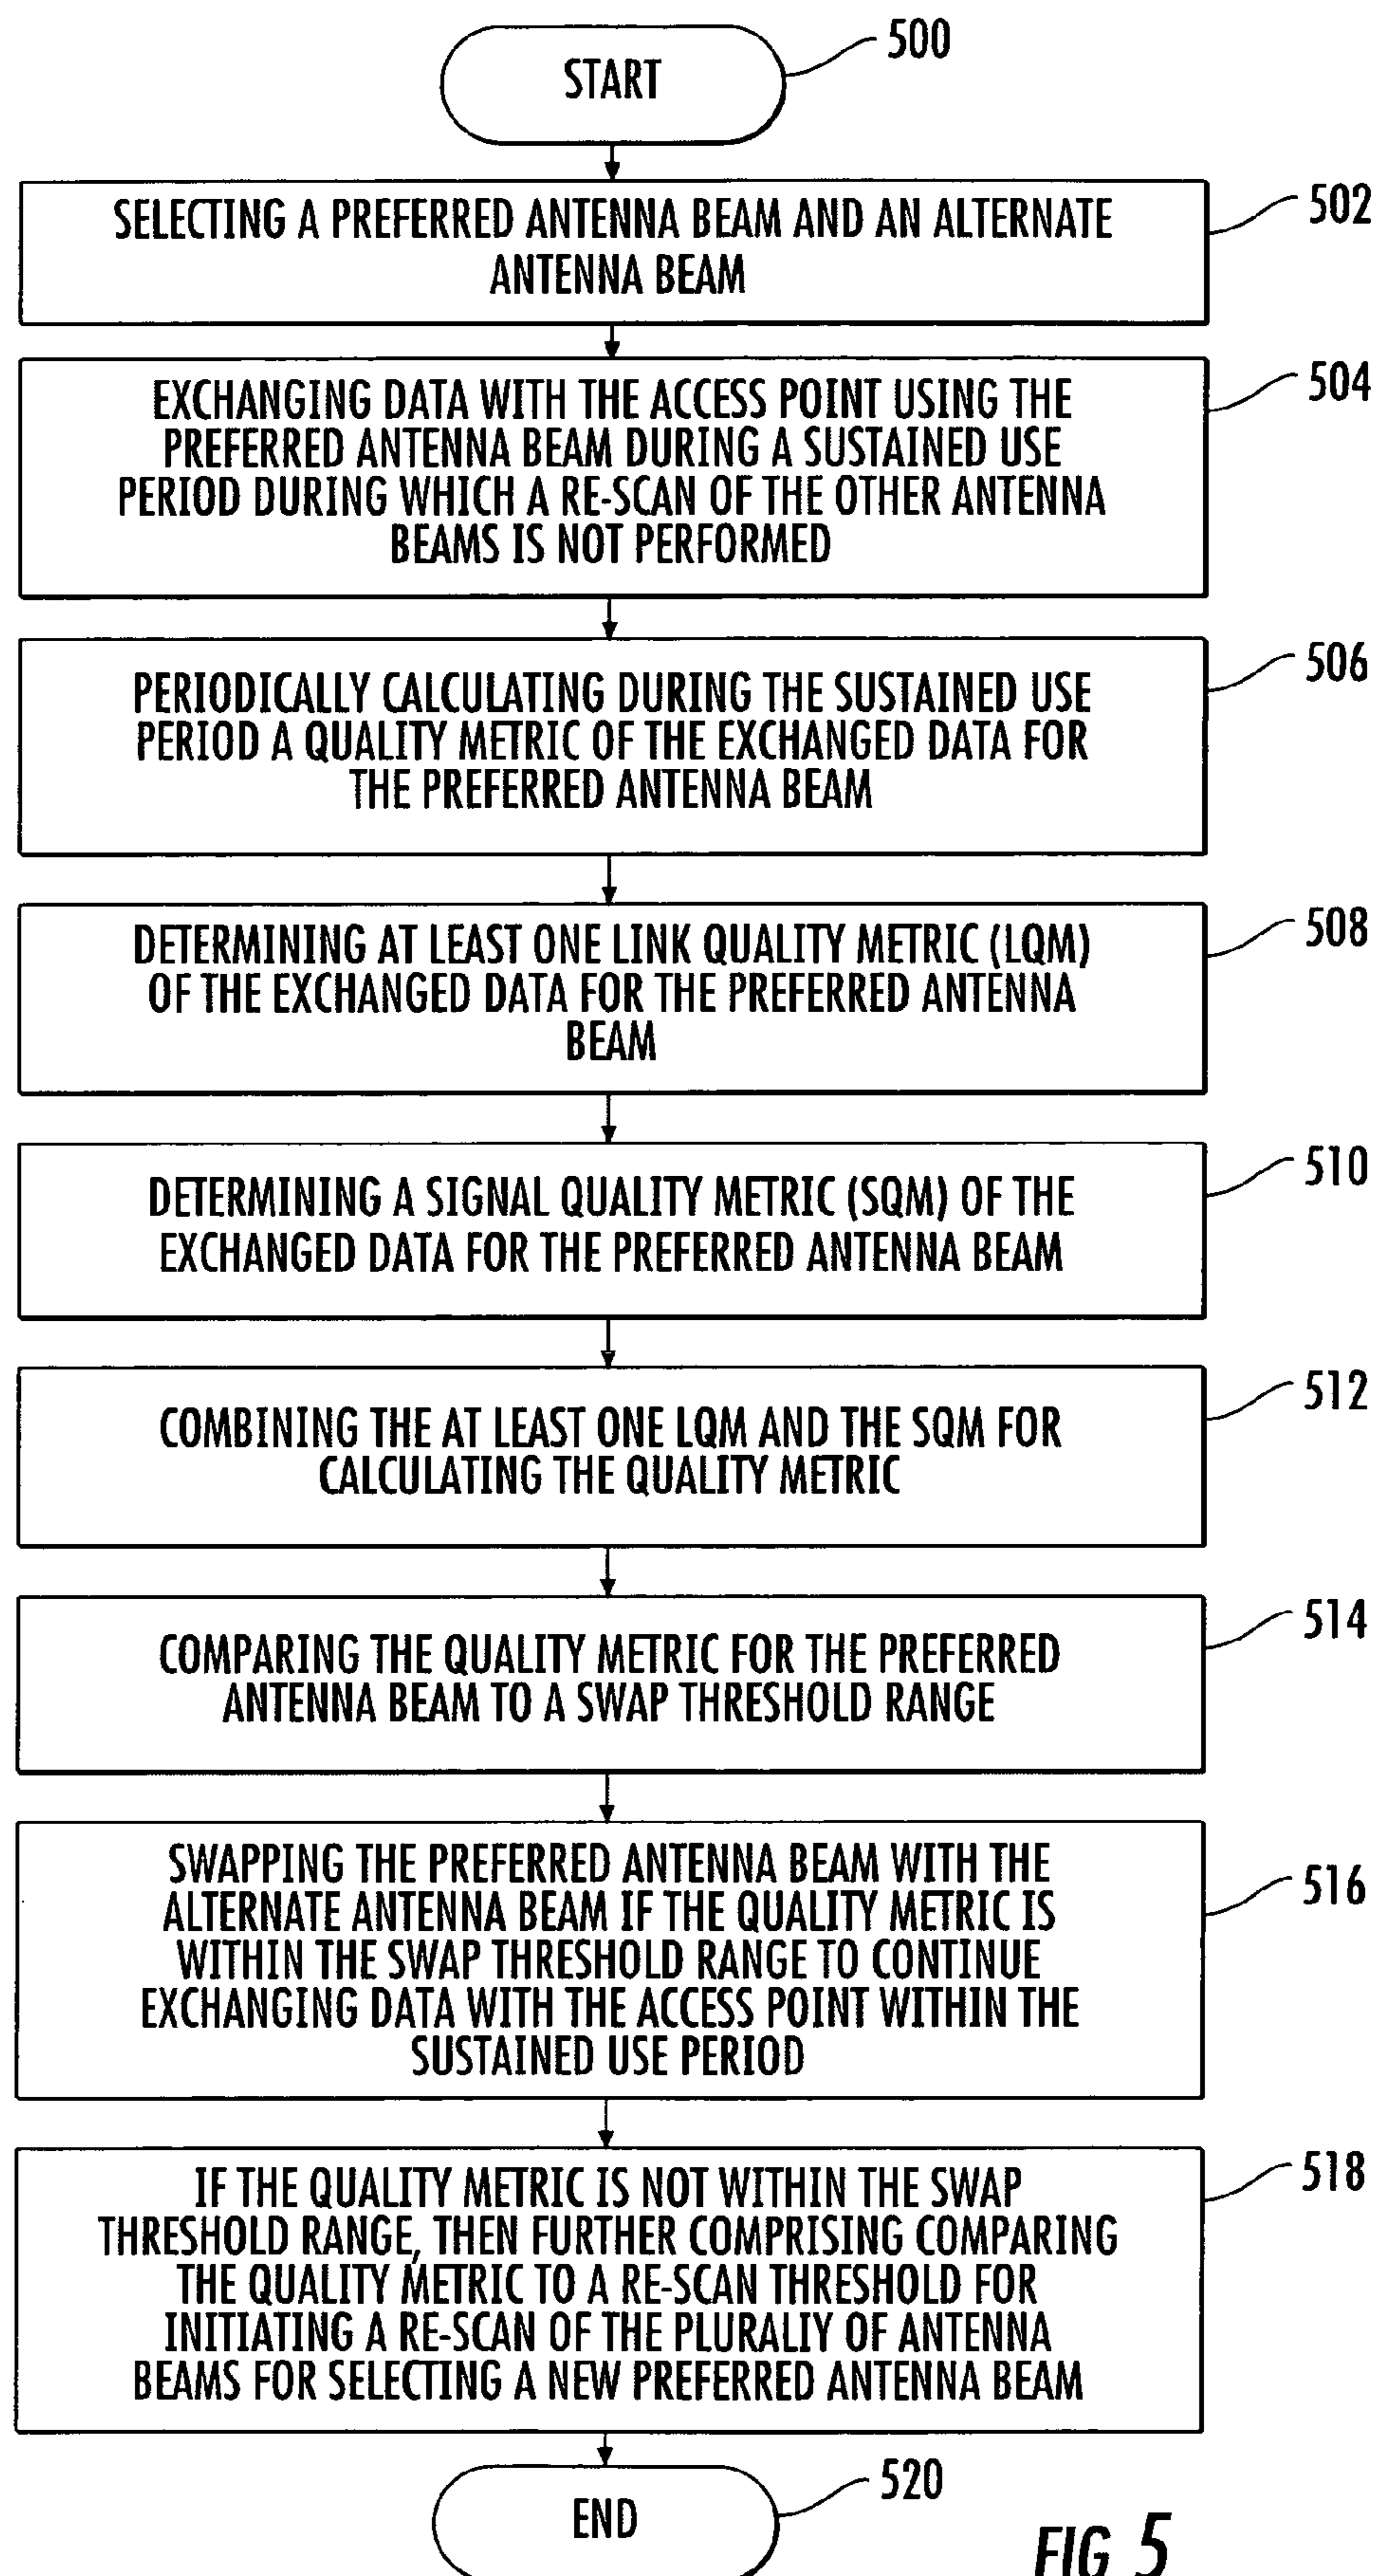 START
500
SELECTING A PREFERRED ANTENNA BEAM AND AN ALTERNATE
ANTENNA BEAM
502
EXCHANGING DATA WITH THE ACCESS POINT USING THE
PREFERRED ANTENNA BEAM DURING A SUSTAINED USE
PERIOD DURING WHICH A RE-SCAN OF THE OTHER ANTENNA
BEAMS IS NOT PERFORMED
504
PERIODICALLY CALCULATING DURING THE SUSTAINED USE
PERIOD A QUALITY METRIC OF THE EXCHANGED DATA FOR
THE PREFERRED ANTENNA BEAM
506
DETERMINING AT LEAST ONE LINK QUALITY METRIC (LQM)
OF THE EXCHANGED DATA FOR THE PREFERRED ANTENNA
BEAM
508
DETERMINING A SIGNAL QUALITY METRIC (SQM) OF THE
EXCHANGED DATA FOR THE PREFERRED ANTENNA BEAM
510
COMBINING THE AT LEAST ONE LQM AND THE SQM FOR
CALCULATING THE QUALITY METRIC
512
COMPARING THE QUALITY METRIC FOR THE PREFERRED
ANTENNA BEAM TO A SWAP THRESHOLD RANGE
514
SWAPPING THE PREFERRED ANTENNA BEAM WITH THE
ALTERNATE ANTENNA BEAM IF THE QUALITY METRIC IS
WITHIN THE SWAP THRESHOLD RANGE TO CONTINUE
EXCHANGING DATA WITH THE ACCESS POINT WITHIN THE
SUSTAINED USE PERIOD
516
IF THE QUALITY METRIC IS NOT WITHIN THE SWAP
THRESHOLD RANGE, THEN FURTHER COMPRISING COMPARING
THE QUALITY METRIC TO A RE-SCAN THRESHOLD FOR
INITIATING A RE-SCAN OF THE PLURALIY OF ANTENNA
BEAMS FOR SELECTING A NEW PREFERRED ANTENNA BEAM
518
END
520
FIG. 5